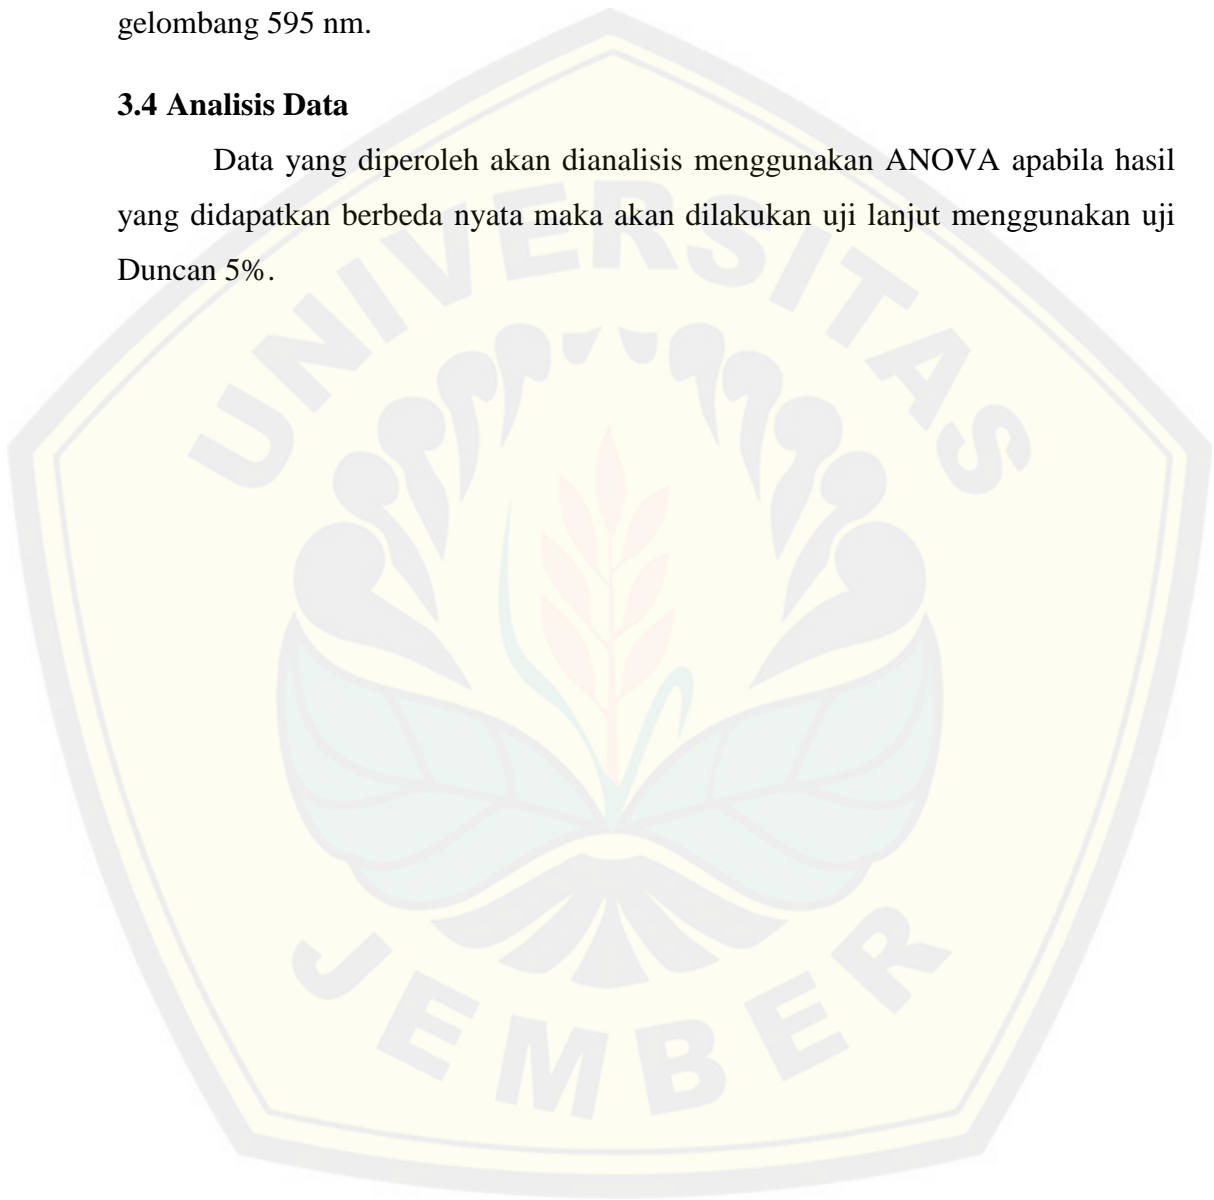 gelombang 595 nm.
3.4 Analisis Data
Data yang diperoleh akan dianalisis menggunakan ANOVA apabila hasil
yang didapatkan berbeda nyata maka akan dilakukan uji lanjut menggunakan uji
Duncan 5%.
UNIVERSITAS
JEMBER